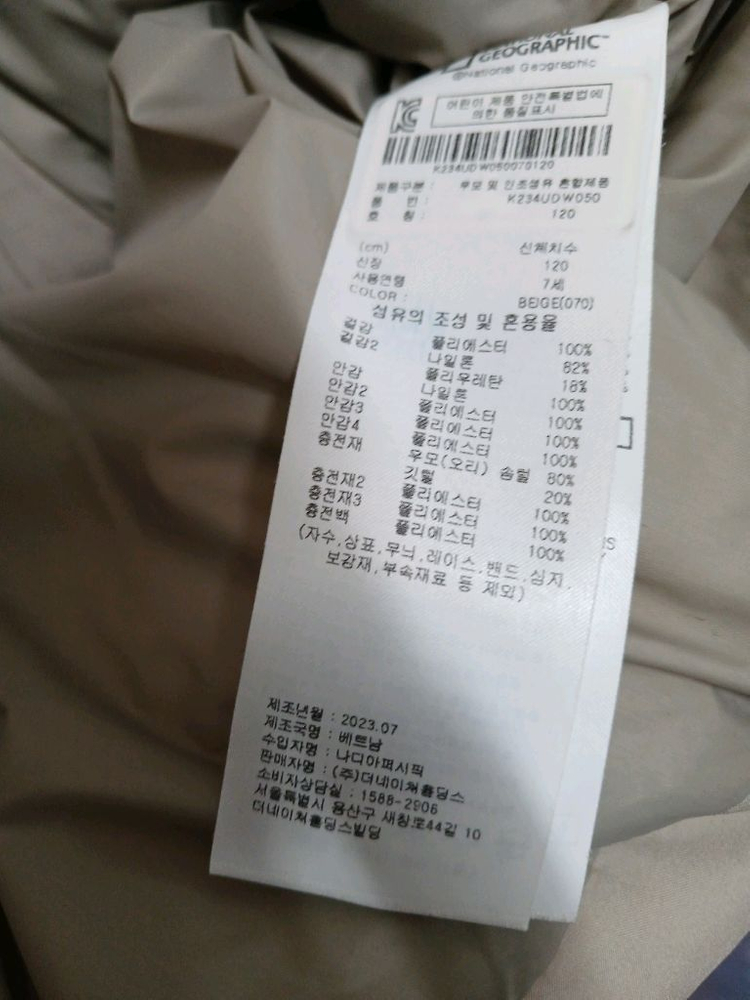 GEOGRAPHIC™
@National Geographic
어린이 제품 안전특별법에
의한 품질표시
K234UDW050070120
제품구분 : 우모 및 인조섬유 혼합제품
품 번 : K234UDW050
호 칭 : 120
(cm) 신체치수
신장 120
사용연령 7세
COLOR : BEIGE(070)
섬유의 조성 및 혼용율
겉감 폴리에스터 100%
겉감2 나일론 82%
폴리우레탄 18%
안감 나일론 100%
안감2 폴리에스터 100%
안감3 폴리에스터 100%
안감4 폴리에스터 100%
충전재 우모(오리) 솜털 80%
깃털 20%
충전재2 폴리에스터 100%
충전재3 폴리에스터 100%
충전백 폴리에스터 100%
(자수,상표,무늬,레이스,밴드,심지,
보강재,부속재료 등 제외)
제조년월 : 2023.07
제조국명 : 베트남
수입자명 : 나디아퍼시픽
판매자명 : (주)더네이쳐홀딩스
소비자상담실 : 1588-2906
서울특별시 용산구 새창로44길 10
더네이쳐홀딩스빌딩